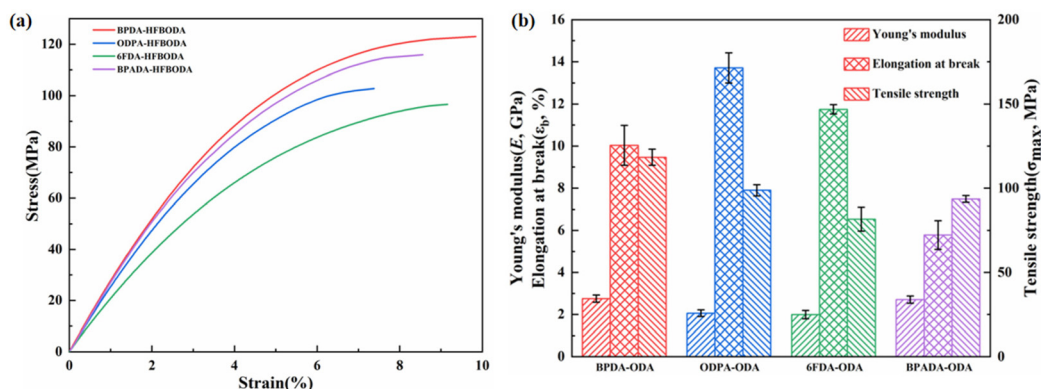 (a)
BPDA-HFBODA
ODPA-HFBODA
6FDA-HFBODA
BPADA-HFBODA
Stress(MPa)
120
100
80
60
40
20
0
0 2 4 6 8 10
Strain(%)
(b)
Young's modulus(E, GPa)
Elongation at break(εb, %)
16
14
12
10
8
6
4
2
0
Young's modulus
Elongation at break
Tensile strength
BPDA-ODA ODPA-ODA 6FDA-ODA BPADA-ODA
200
150
100
50
0
Tensile strength(σmax, MPa)